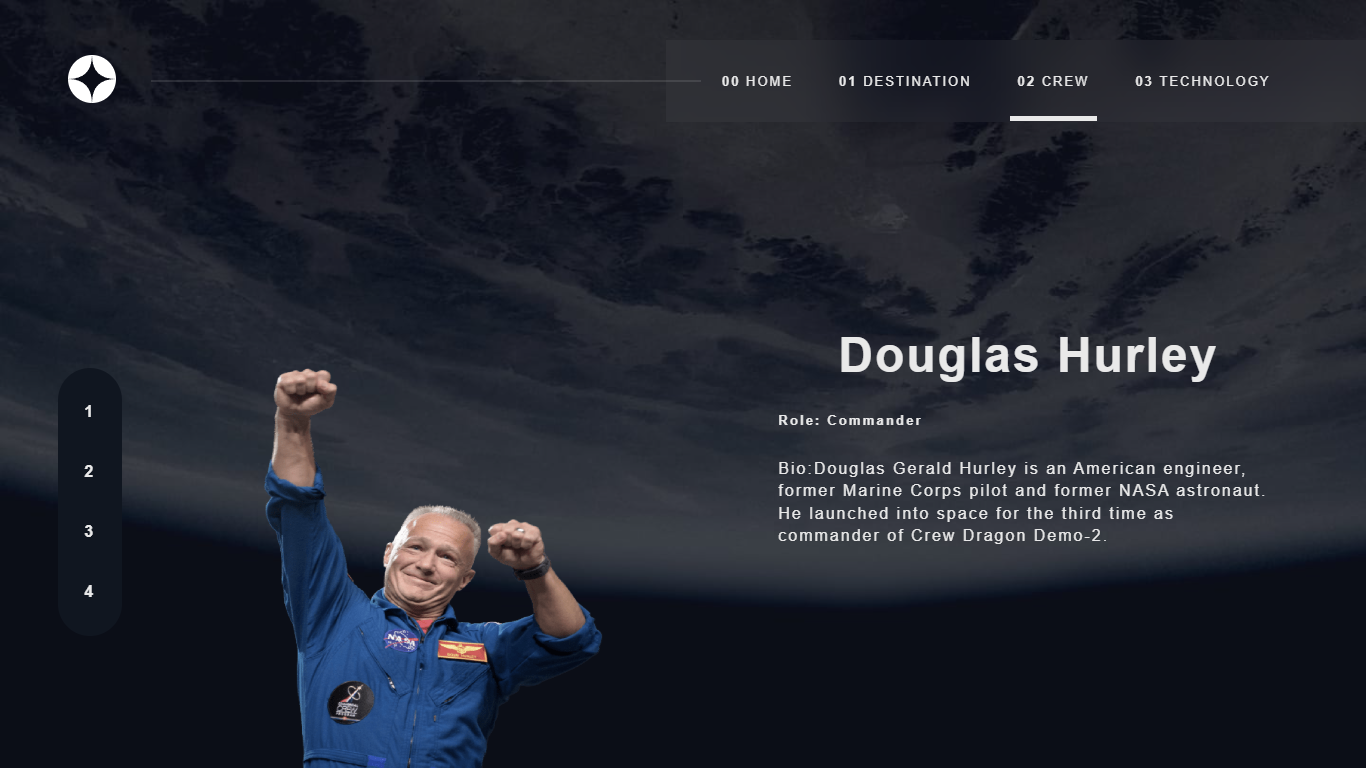 00 HOME 01 DESTINATION 02 CREW 03 TECHNOLOGY
Douglas Hurley
1
Role: Commander
2
Bio:Douglas Gerald Hurley is an American engineer,
former Marine Corps pilot and former NASA astronaut.
He launched into space for the third time as
commander of Crew Dragon Demo-2.
3
4
NASA